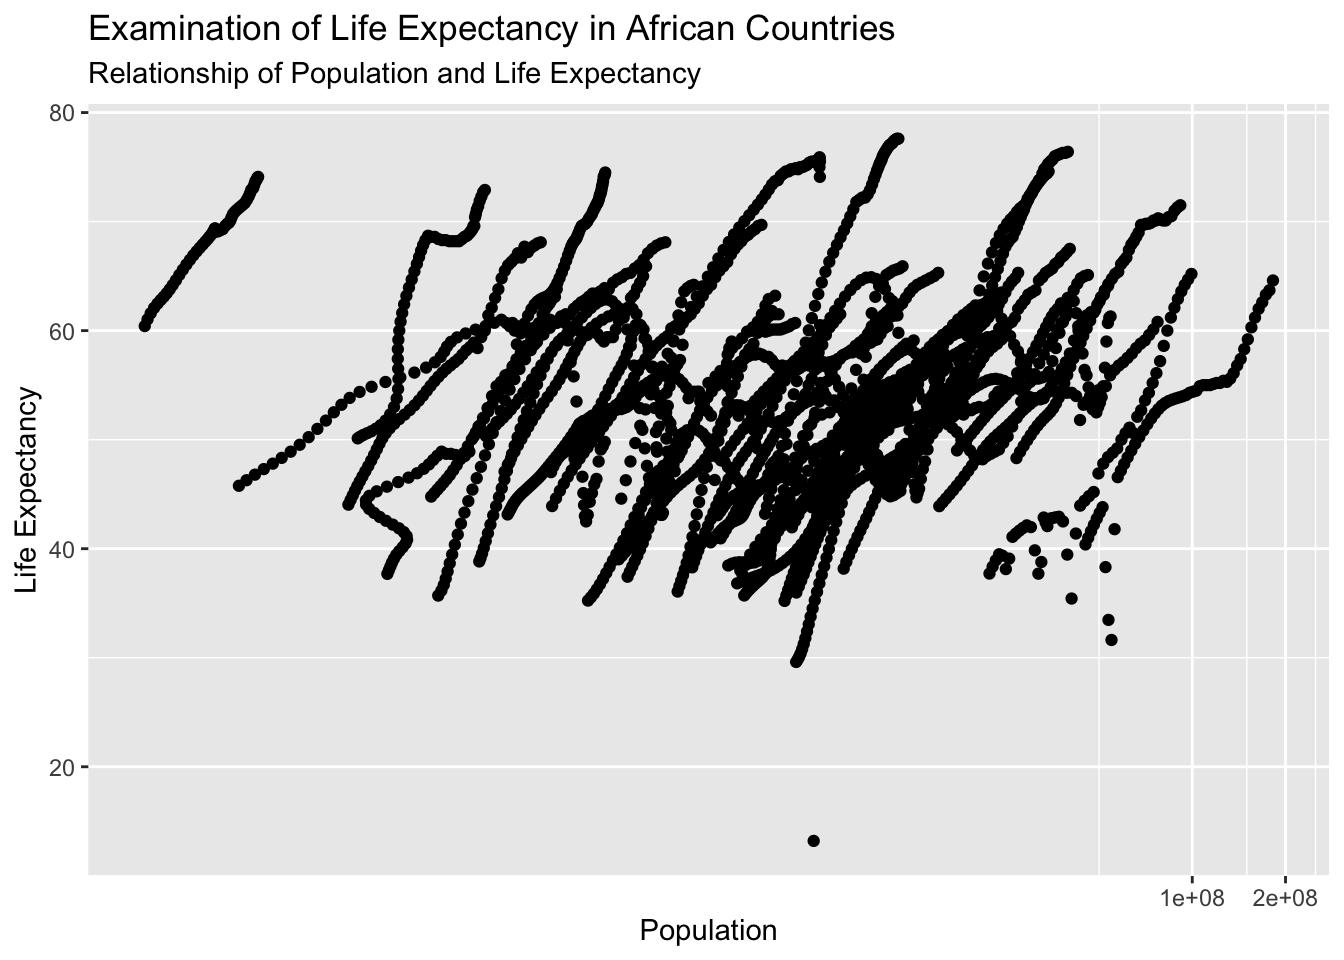 Examination of Life Expectancy in African Countries
Relationship of Population and Life Expectancy
80
60
40
20
Life Expectancy
1e+08 2e+08
Population